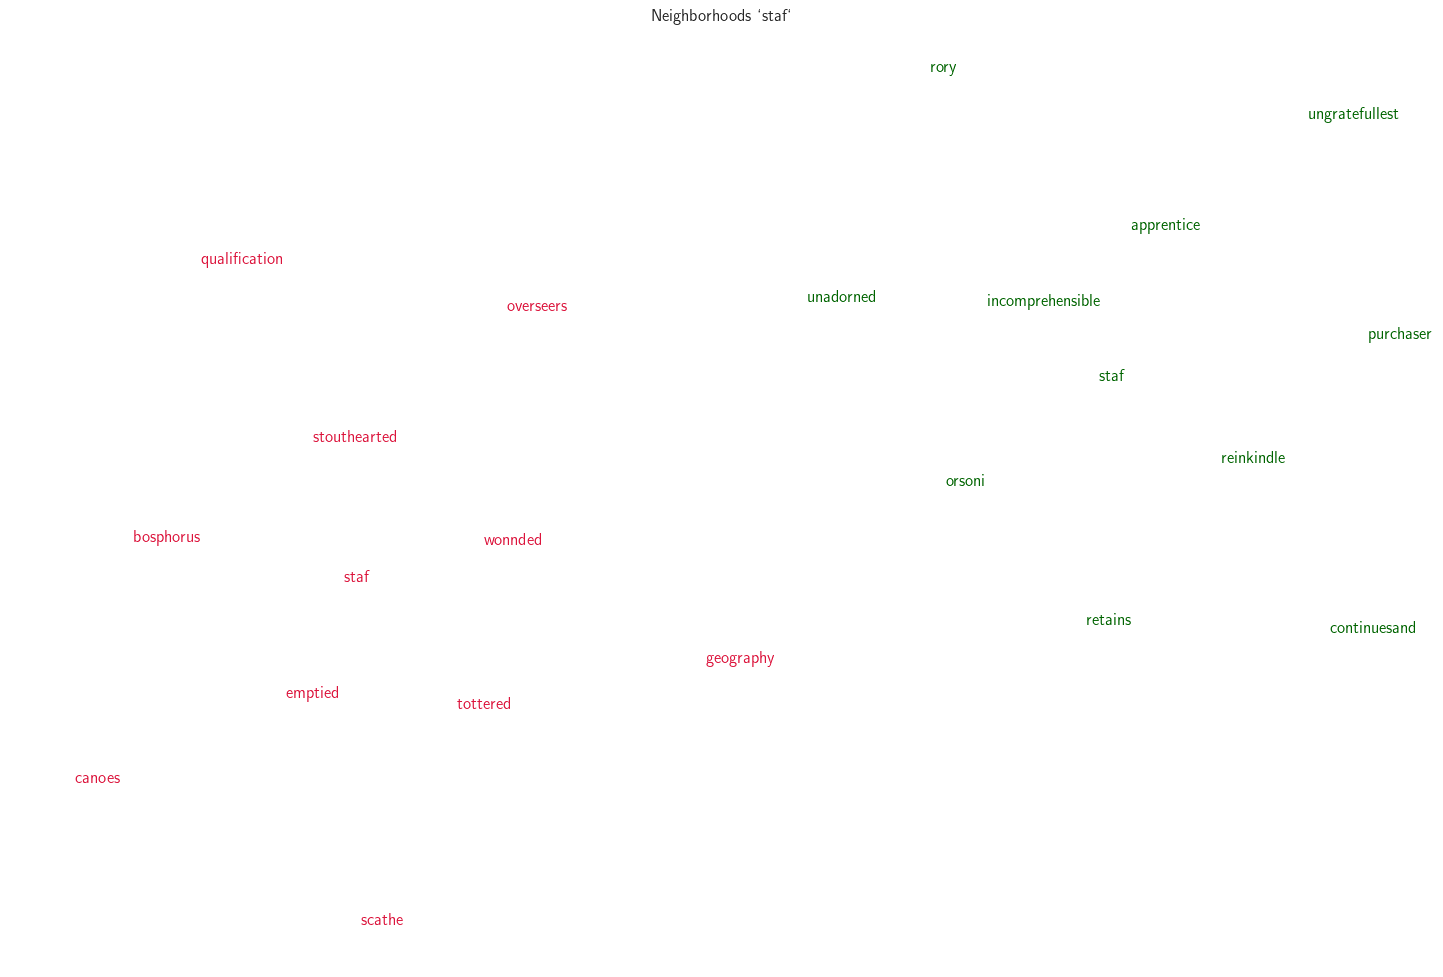 Neighborhoods ‘staf‘
rory
ungratefullest
apprentice
qualification
unadorned
incomprehensible
overseers
purchaser
staf
stouthearted
reinkindle
orsoni
bosphorus
wonnded
staf
retains
continuesand
geography
emptied
tottered
canoes
scathe